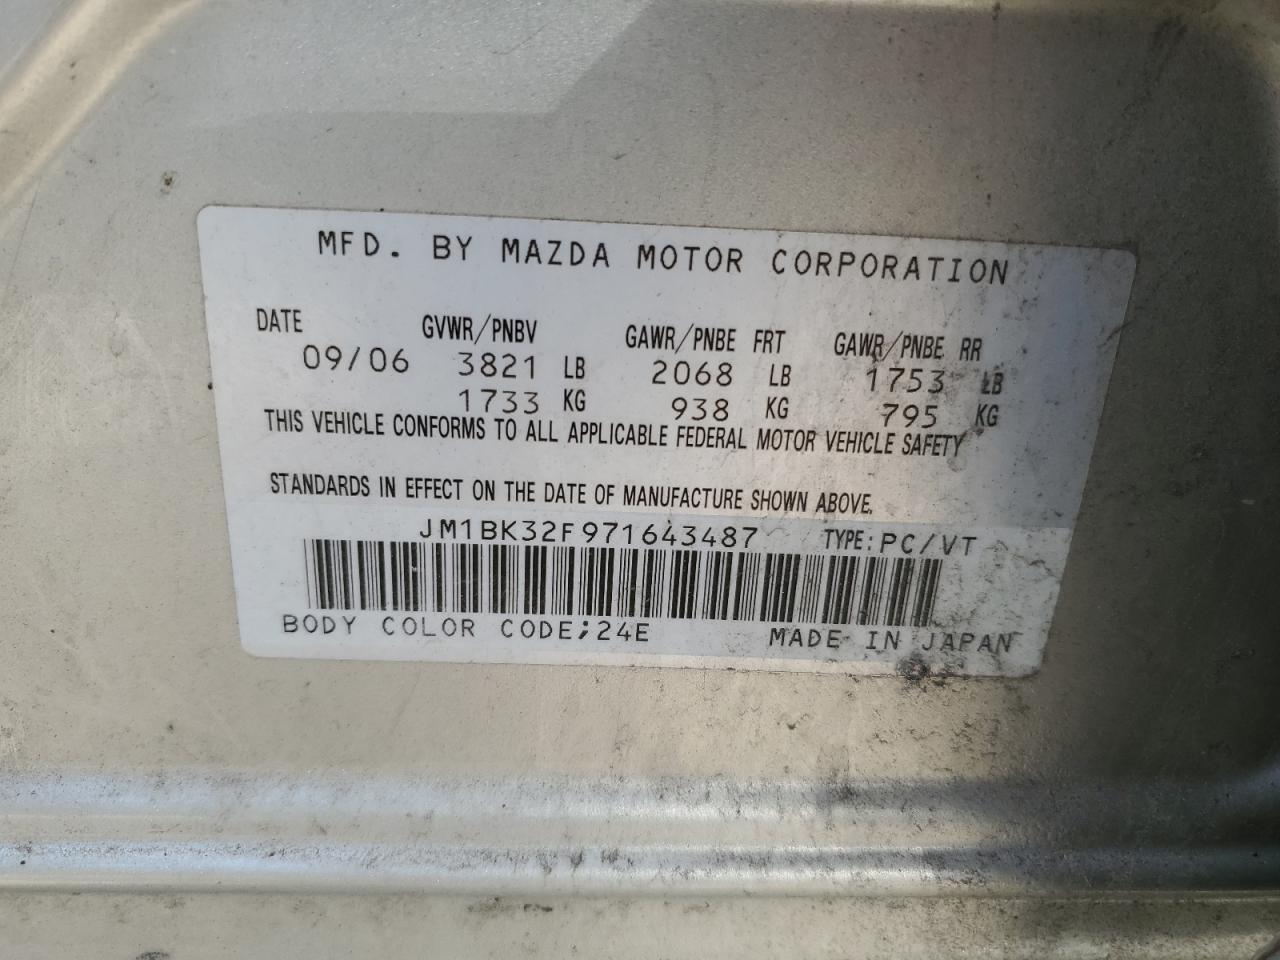 MFD. BY MAZDA MOTOR CORPORATION
DATE GVWR/PNBV GAWR/PNBE FRT GAWR/PNBE RR
09/06 3821 LB 2068 LB 1753 LB
1733 KG 938 KG 795 KG
THIS VEHICLE CONFORMS TO ALL APPLICABLE FEDERAL MOTOR VEHICLE SAFETY
STANDARDS IN EFFECT ON THE DATE OF MANUFACTURE SHOWN ABOVE.
JM1BK32F971643487 TYPE:PC/VT
BODY COLOR CODE;24E MADE IN JAPAN